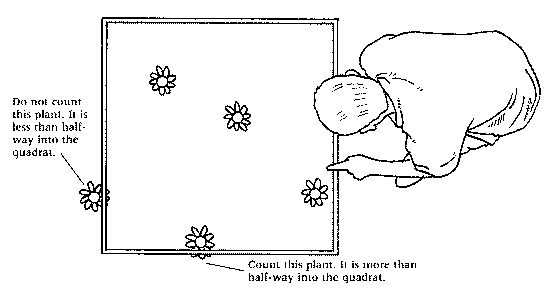 Do not count
this plant. It is
less than half-
way into the
quadrat.
Count this plant. It is more than
half-way into the quadrat.